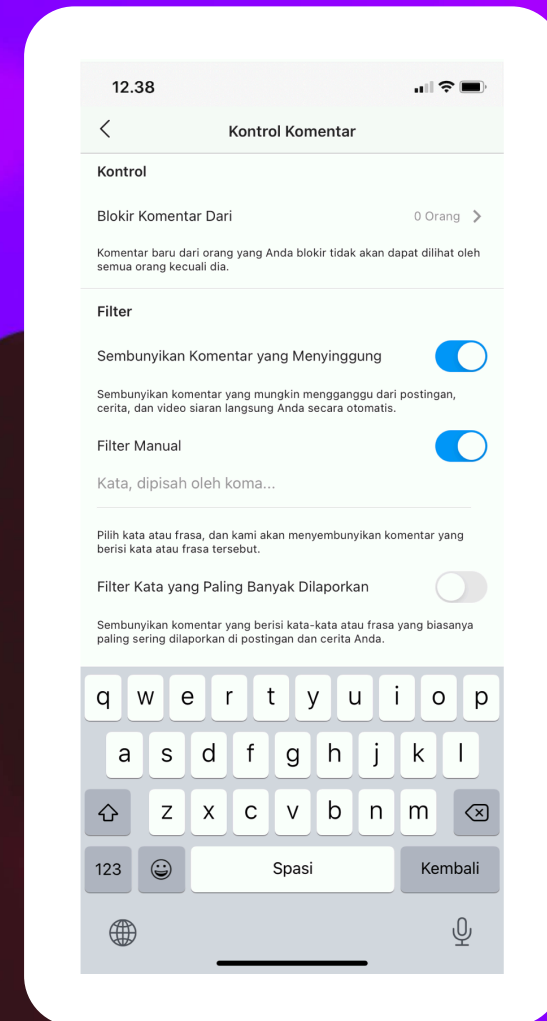 12.38
Kontrol Komentar
Kontrol
Blokir Komentar Dari 0 Orang
Komentar baru dari orang yang Anda blokir tidak akan dapat dilihat oleh
semua orang kecuali dia.
Filter
Sembunyikan Komentar yang Menyinggung
Sembunyikan komentar yang mungkin mengganggu dari postingan,
cerita, dan video siaran langsung Anda secara otomatis.
Filter Manual
Kata, dipisah oleh koma...
Pilih kata atau frasa, dan kami akan menyembunyikan komentar yang
berisi kata atau frasa tersebut.
Filter Kata yang Paling Banyak Dilaporkan
Sembunyikan komentar yang berisi kata-kata atau frasa yang biasanya
paling sering dilaporkan di postingan dan cerita Anda.
q w e r t y u i o p
a s d f g h j k l
z x c v b n m
123 Spasi Kembali